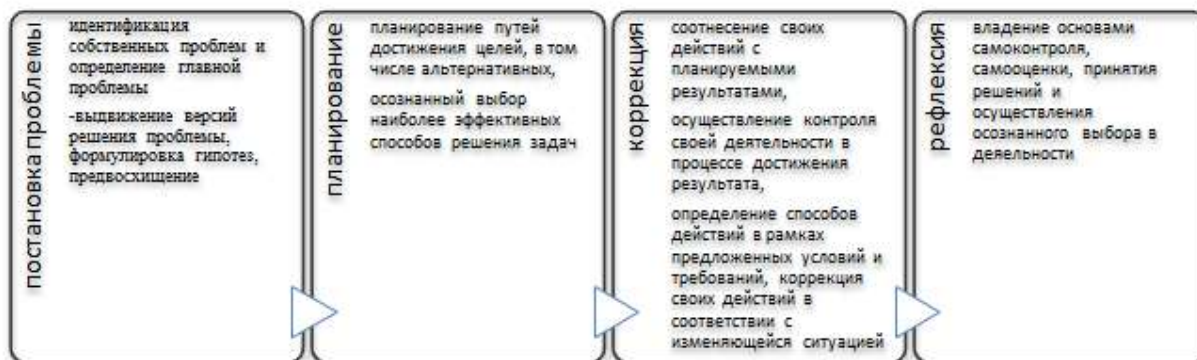 постановка проблемы
идентификация
собственных проблем и
определение главной
проблемы
-выдвижение версий
решения проблемы,
формулировка гипотез,
предвосхищение
планирование
планирование путей
достижения целей, в том
числе альтернативных,
осознанный выбор
наиболее эффективных
способов решения задач
коррекция
соотнесение своих
действий с
планируемыми
результатами,
осуществление контроля
своей деятельности в
процессе достижения
результата,
определение способов
действий в рамках
предложенных условий и
требований, коррекция
своих действий в
соответствии с
изменяющейся ситуацией
рефлексия
владение основами
самоконтроля,
самооценки, принятия
решений и
осуществления
осознанного выбора в
деяельности